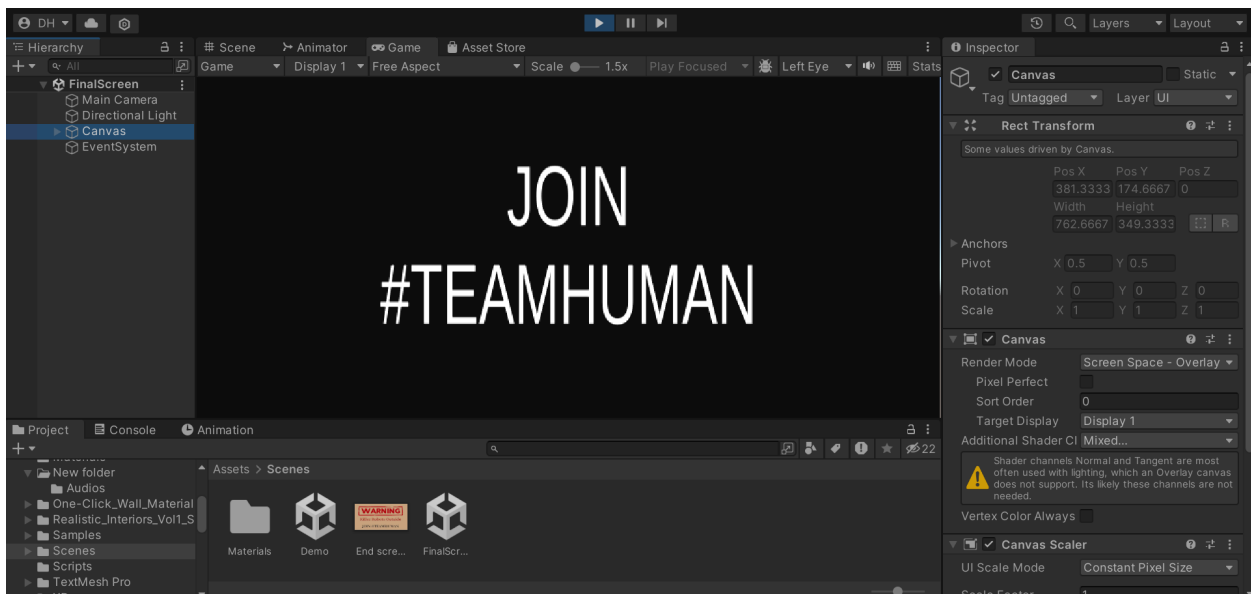 DH
Layers
Layout
Hierarchy
All
FinalScreen
Main Camera
Directional Light
Canvas
EventSystem
Scene
Animator
Game
Asset Store
Game
Display 1
Free Aspect
Scale
1.5x
Play Focused
Left Eye
Stats
JOIN
#TEAMHUMAN
Inspector
Canvas
Static
Tag Untagged
Layer UI
Rect Transform
Some values driven by Canvas.
Pos X Pos Y Pos Z
381.3333 174.6667 0
Width Height
762.6667 349.3333
R
Anchors
Pivot X 0.5 Y 0.5
Rotation X 0 Y 0 Z 0
Scale X 1 Y 1 Z 1
Canvas
Render Mode Screen Space - Overlay
Pixel Perfect
Sort Order 0
Target Display Display 1
Additional Shader Cl Mixed...
Shader channels Normal and Tangent are most
often used with lighting, which an Overlay canvas
does not support. Its likely these channels are not
needed.
Vertex Color Always
Canvas Scaler
UI Scale Mode Constant Pixel Size
Scale Factor 1
Project
Console
Animation
22
Materials
New folder
Audios
One-Click_Wall_Material
Realistic_Interiors_Vol1_S
Samples
Scenes
Scripts
TextMesh Pro
Assets > Scenes
WARNING
Materials
Demo
End scre...
FinalScr...